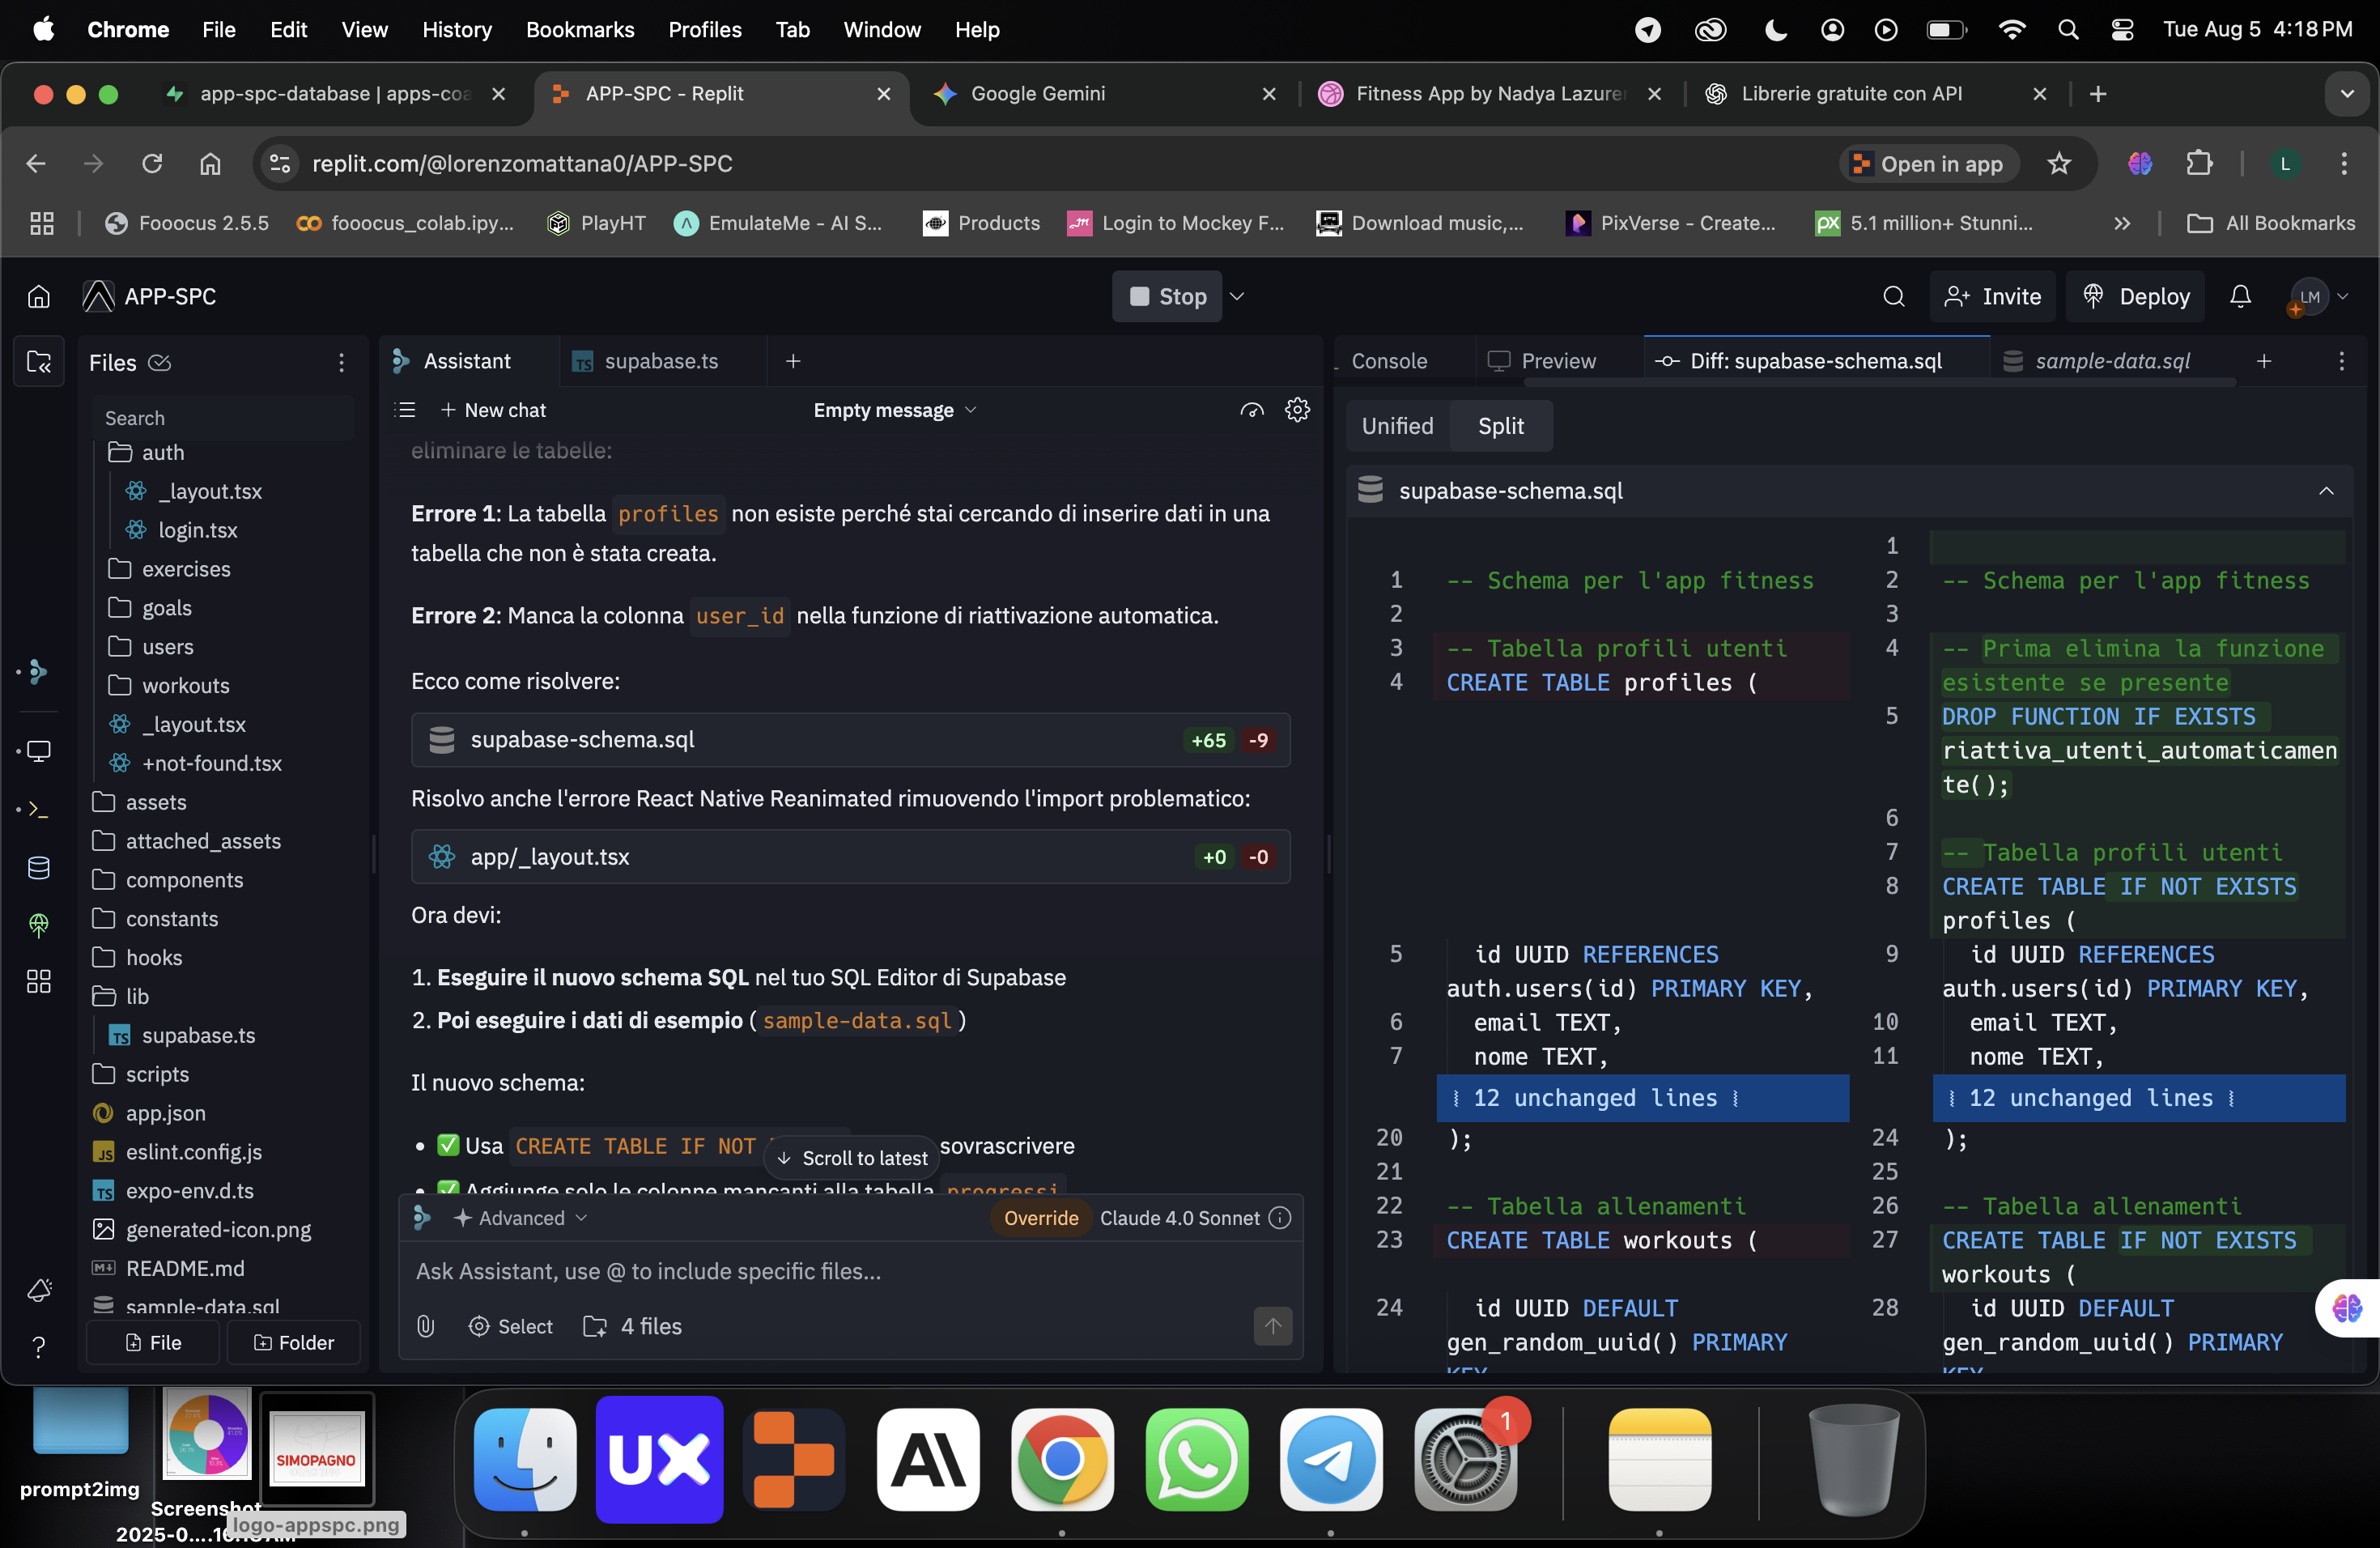 Chrome File Edit View History Bookmarks Profiles Tab Window Help
Tue Aug 5 4:18 PM
app-spc-database | apps-coa
APP-SPC - Replit
Google Gemini
Fitness App by Nadya Lazurer
Librerie gratuite con API
replit.com/@lorenzomattana0/APP-SPC
Open in app
L
Fooocus 2.5.5
fooocus_colab.ipy...
PlayHT
EmulateMe - AI S...
Products
Login to Mockey F...
Download music,...
PixVerse - Create...
5.1 million+ Stunni...
All Bookmarks
APP-SPC
Stop
Invite
Deploy
LM
Files
Search
auth
_layout.tsx
login.tsx
exercises
goals
users
workouts
_layout.tsx
+not-found.tsx
assets
attached_assets
components
constants
hooks
lib
supabase.ts
scripts
app.json
eslint.config.js
expo-env.d.ts
generated-icon.png
README.md
sample-data.sql
File
Folder
Assistant
supabase.ts
New chat
Empty message
eliminare le tabelle:
Errore 1: La tabella profiles non esiste perché stai cercando di inserire dati in una
tabella che non è stata creata.
Errore 2: Manca la colonna user_id nella funzione di riattivazione automatica.
Ecco come risolvere:
supabase-schema.sql +65 -9
Risolvo anche l'errore React Native Reanimated rimuovendo l'import problematico:
app/_layout.tsx +0 -0
Ora devi:
1. Eseguire il nuovo schema SQL nel tuo SQL Editor di Supabase
2. Poi eseguire i dati di esempio (sample-data.sql)
Il nuovo schema:
• ✅ Usa CREATE TABLE IF NOT sovrascrivere
Scroll to latest
• ✅ Aggiunge solo le colonne mancanti alla tabella progressi
Advanced
Override Claude 4.0 Sonnet
Ask Assistant, use @ to include specific files...
Select
4 files
Console
Preview
Diff: supabase-schema.sql
sample-data.sql
Unified Split
supabase-schema.sql
1 -- Schema per l'app fitness
2
3 -- Tabella profili utenti
4 CREATE TABLE profiles (
5 id UUID REFERENCES
auth.users(id) PRIMARY KEY,
6 email TEXT,
7 nome TEXT,
12 unchanged lines
20 );
21
22 -- Tabella allenamenti
23 CREATE TABLE workouts (
24 id UUID DEFAULT
gen_random_uuid() PRIMARY
KEY
1
2 -- Schema per l'app fitness
3
4 -- Prima elimina la funzione
esistente se presente
5 DROP FUNCTION IF EXISTS
riattiva_utenti_automaticamen
te();
6
7 -- Tabella profili utenti
8 CREATE TABLE IF NOT EXISTS
profiles (
9 id UUID REFERENCES
auth.users(id) PRIMARY KEY,
10 email TEXT,
11 nome TEXT,
12 unchanged lines
24 );
25
26 -- Tabella allenamenti
27 CREATE TABLE IF NOT EXISTS
workouts (
28 id UUID DEFAULT
gen_random_uuid() PRIMARY
KEY
prompt2img
Screenshot
2025-0....
SIMOPAGNO
logo-appspc.png
UX
1